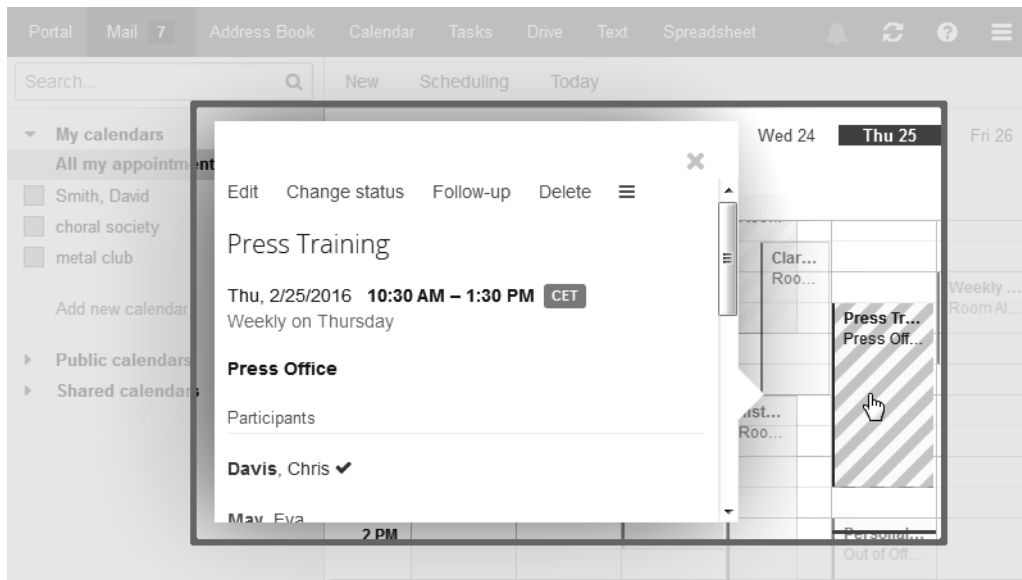 Portal Mail 7 Address Book Calendar Tasks Drive Text Spreadsheet
Search... New Scheduling Today
My calendars
All my appointment
Smith, David
choral society
metal club
Add new calendar
Public calendars
Shared calendars
Wed 24 Thu 25 Fri 26
Edit Change status Follow-up Delete
Press Training
Thu, 2/25/2016 10:30 AM – 1:30 PM CET
Weekly on Thursday
Press Office
Participants
Davis, Chris
May, Eva
Clar...
Roo...
Press Tr...
Press Off...
Weekly ...
Room Al...
Roo...
2 PM
Personal...
Out of Off...